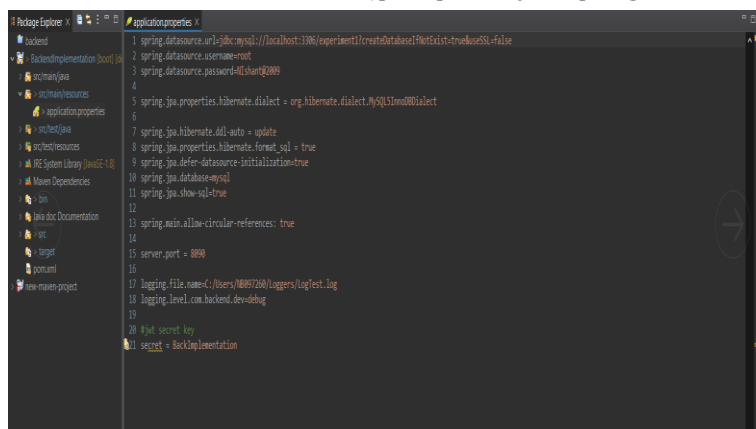 Package Explorer
application.properties
backend
BackendImplementation [boot]
src/main/java
src/main/resources
application.properties
src/test/java
src/test/resources
JRE System Library [JavaSE-1.8]
Maven Dependencies
bin
Java doc Documentation
src
target
pom.xml
new-maven-project
1 spring.datasource.url=jdbc:mysql://localhost:3306/experiment1?createDatabaseIfNotExist=true&useSSL=false
2 spring.datasource.username=root
3 spring.datasource.password=NIshant@2009
4
5 spring.jpa.properties.hibernate.dialect = org.hibernate.dialect.MySQL5InnoDBDialect
6
7 spring.jpa.hibernate.ddl-auto = update
8 spring.jpa.properties.hibernate.format_sql = true
9 spring.jpa.defer-datasource-initialization=true
10 spring.jpa.database=mysql
11 spring.jpa.show-sql=true
12
13 spring.main.allow-circular-references: true
14
15 server.port = 8090
16
17 logging.file.name=C:/Users/NB097260/Loggers/LogTest.log
18 logging.level.com.backend.dev=debug
19
20 #jwt secret key
21 secret = BackImplementation